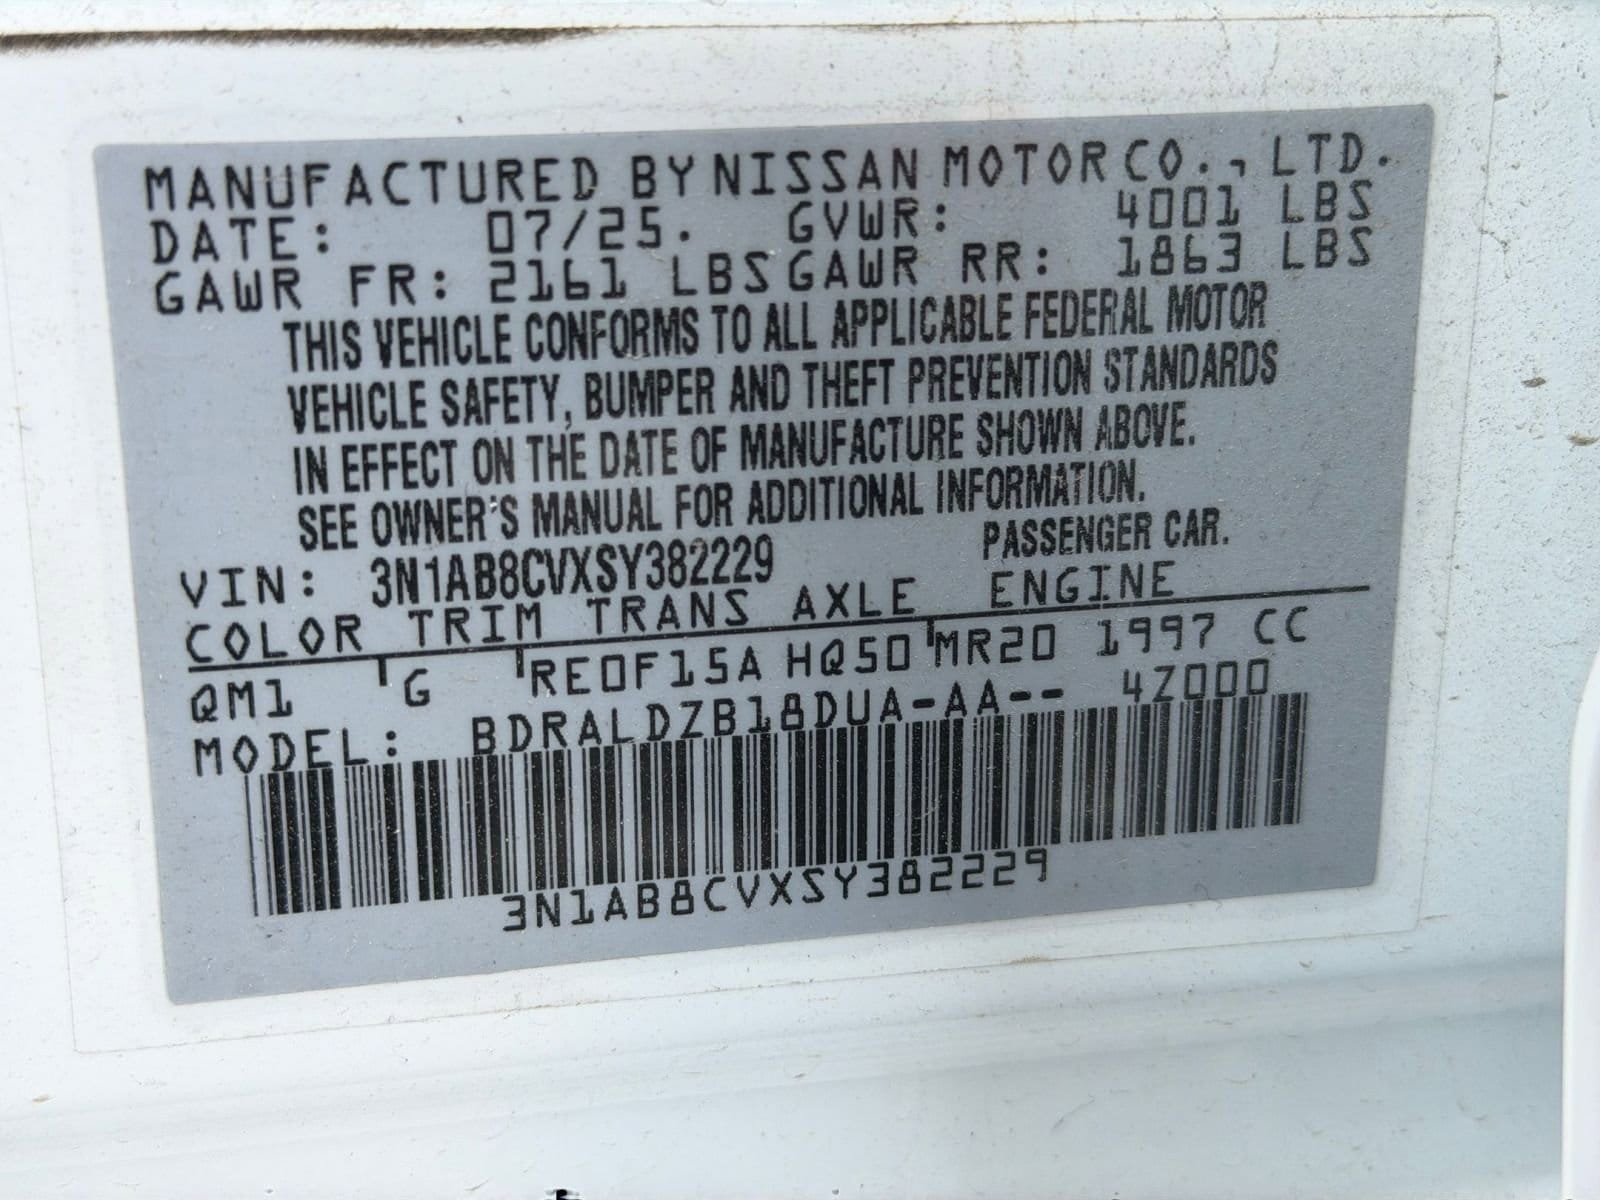 MANUFACTURED BY NISSAN MOTOR CO., LTD.
DATE: 07/25. GVWR: 4001 LBS
GAWR FR: 2161 LBS GAWR RR: 1863 LBS
THIS VEHICLE CONFORMS TO ALL APPLICABLE FEDERAL MOTOR
VEHICLE SAFETY, BUMPER AND THEFT PREVENTION STANDARDS
IN EFFECT ON THE DATE OF MANUFACTURE SHOWN ABOVE.
SEE OWNER'S MANUAL FOR ADDITIONAL INFORMATION.
VIN: 3N1AB8CVXSY382229 PASSENGER CAR.
COLOR TRIM TRANS AXLE ENGINE
QM1 G RE0F15A HQ50 MR20 1997 CC
MODEL: BDRALDZB18DUA-AA-- 4Z000
3N1AB8CVXSY382229